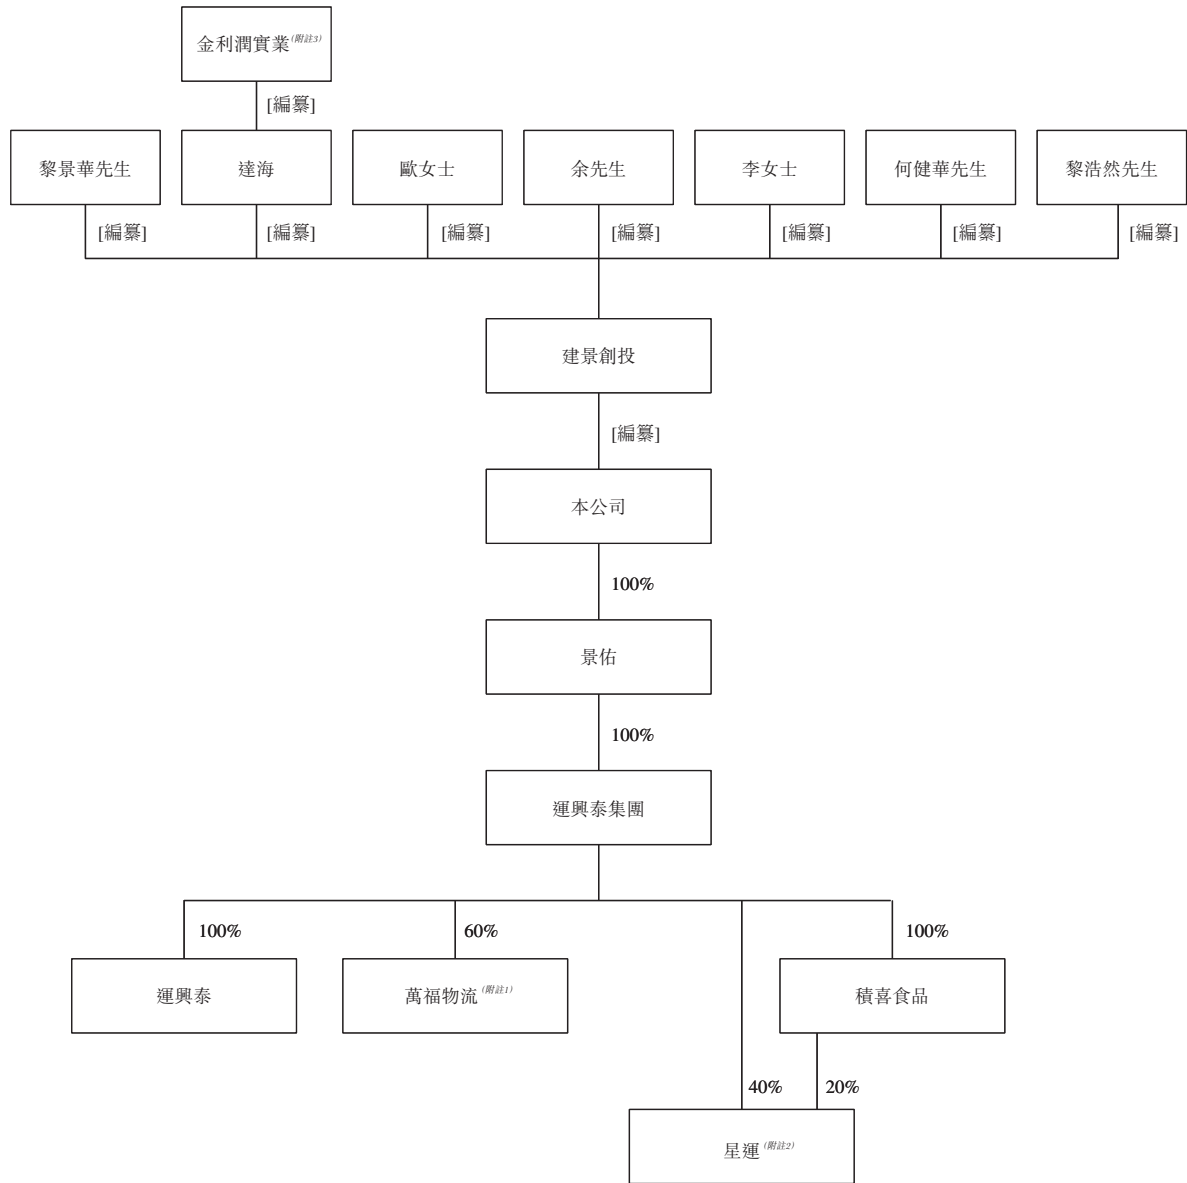 金利潤實業(附註3)
[編纂]
黎景華先生
達海
歐女士
余先生
李女士
何健華先生
黎浩然先生
[編纂]
[編纂]
[編纂]
[編纂]
[編纂]
[編纂]
[編纂]
建景創投
[編纂]
本公司
100%
景佑
100%
運興泰集團
100%
60%
100%
運興泰
萬福物流(附註1)
積喜食品
40%
20%
星運(附註2)